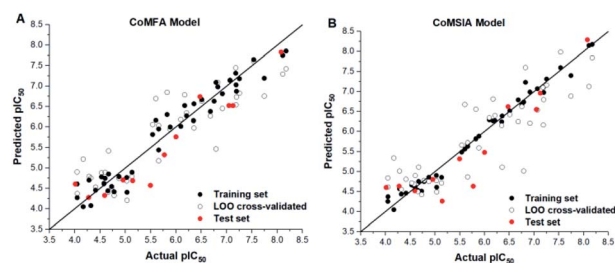 A
CoMFA Model
8.5
8.0
7.5
7.0
6.5
6.0
5.5
5.0
4.5
4.0
3.5
Predicted pIC50
Training set
LOO cross-validated
Test set
3.5 4.0 4.5 5.0 5.5 6.0 6.5 7.0 7.5 8.0 8.5
Actual pIC50
B
CoMSIA Model
8.5
8.0
7.5
7.0
6.5
6.0
5.5
5.0
4.5
4.0
3.5
Predicted pIC50
Training set
LOO cross-validated
Test set
3.5 4.0 4.5 5.0 5.5 6.0 6.5 7.0 7.5 8.0 8.5
Actual pIC50